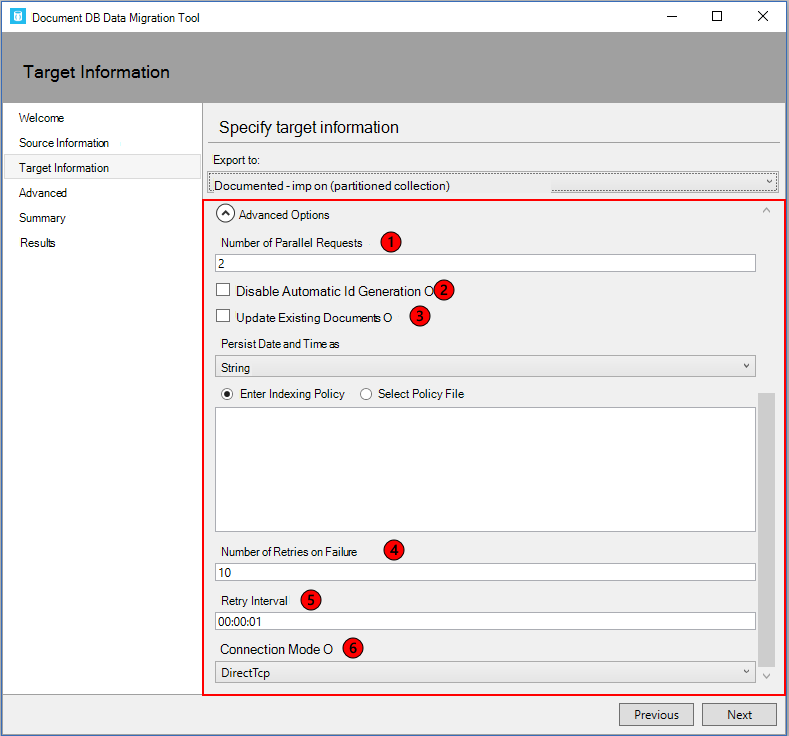 Document DB Data Migration Tool
Target Information
Welcome
Source Information
Target Information
Advanced
Summary
Results
Specify target information
Export to:
Documented - imp on (partitioned collection)
Advanced Options
Number of Parallel Requests 1
2
Disable Automatic Id Generation O 2
Update Existing Documents O 3
Persist Date and Time as
String
Enter Indexing Policy Select Policy File
Number of Retries on Failure 4
10
Retry Interval 5
00:00:01
Connection Mode O 6
DirectTcp
Previous Next